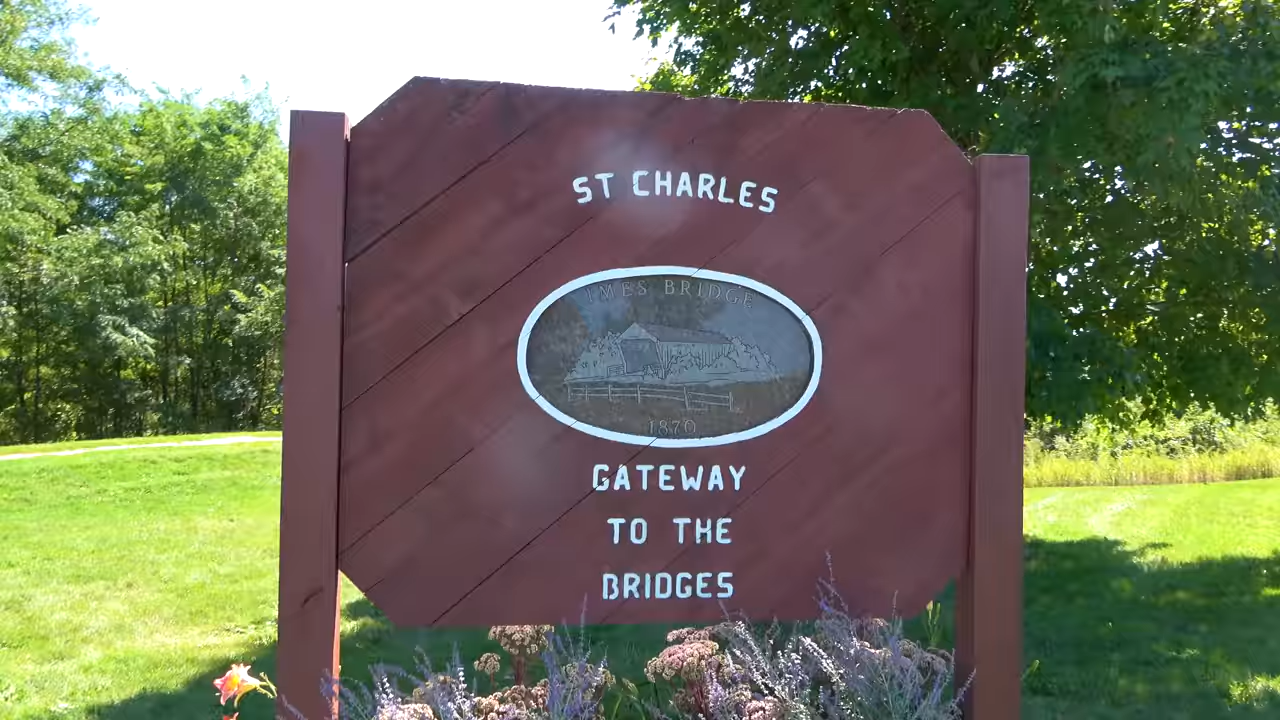 ST CHARLES
IMES BRIDGE
1870
GATEWAY
TO THE
BRIDGES